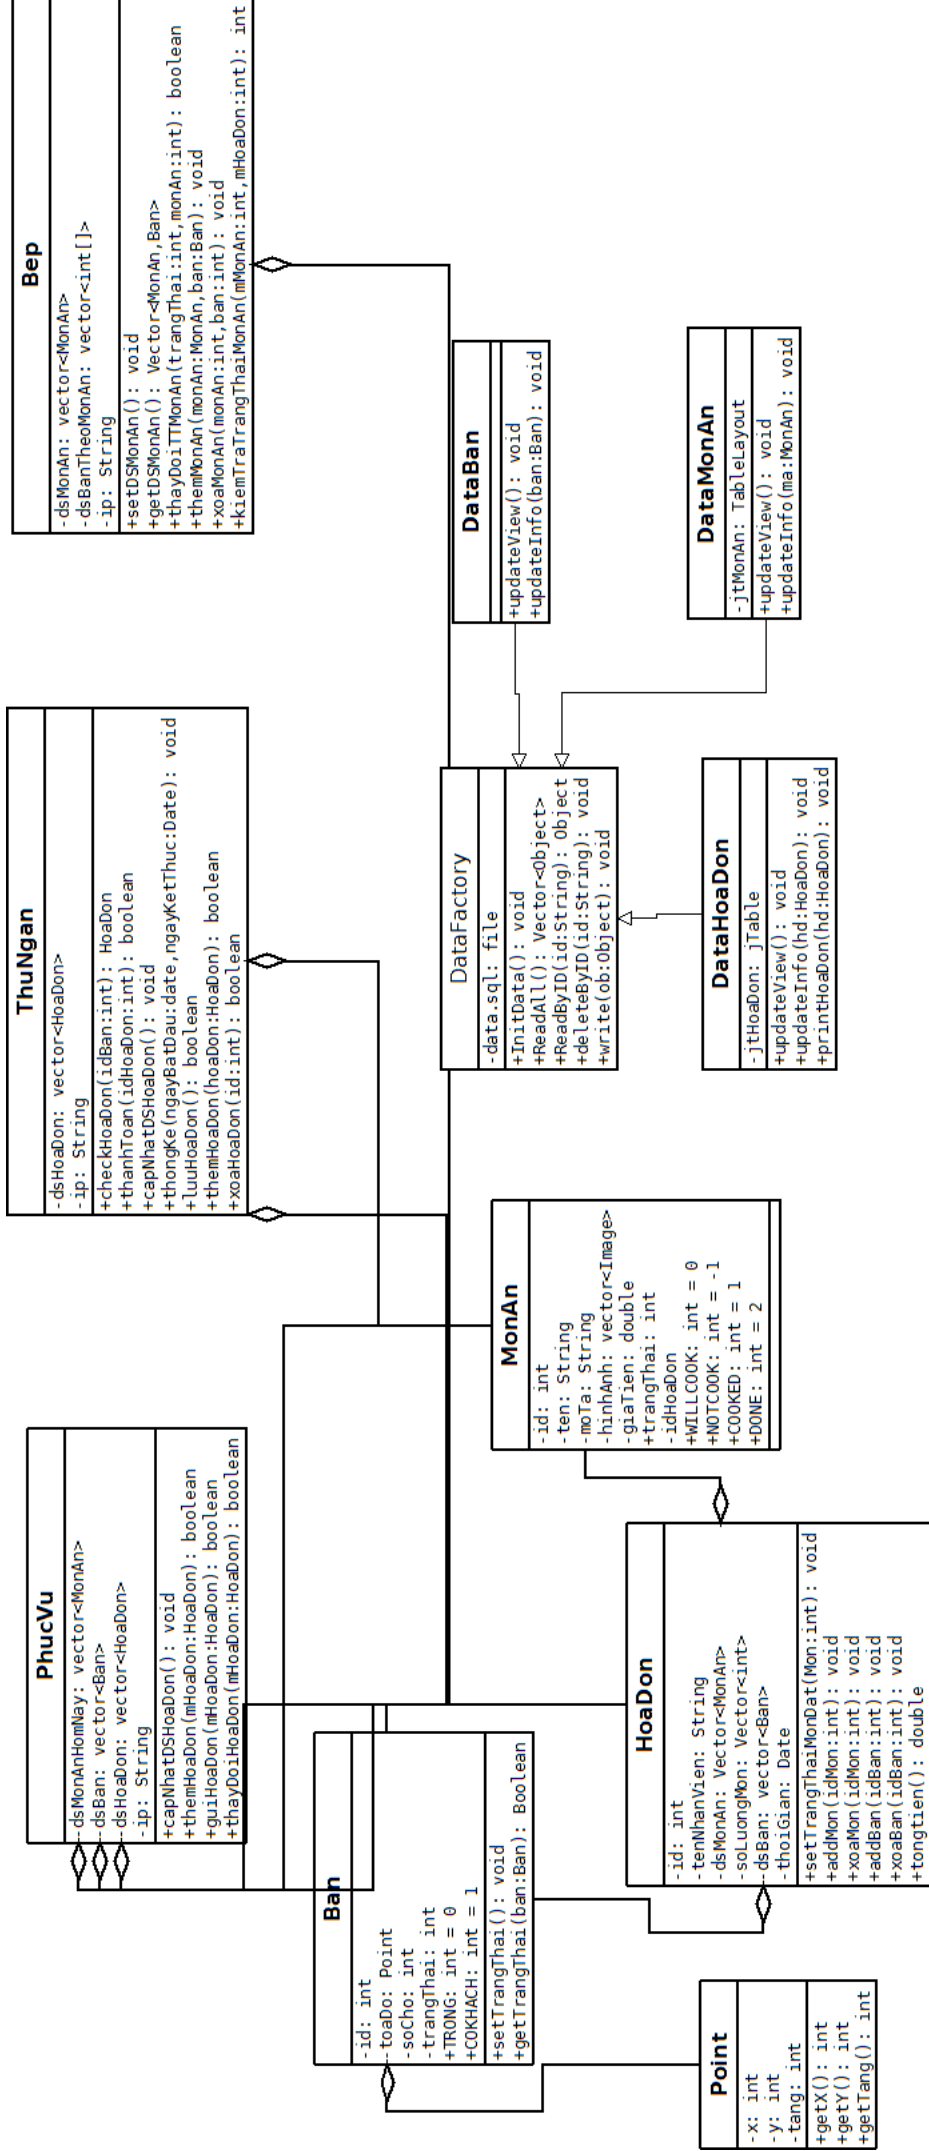 PhucVu
-dsMonAnHomNay: vector<MonAn>
-dsBan: vector<Ban>
-dsHoaDon: vector<HoaDon>
-ip: String
+capNhatDSHoaDon(): void
+themHoaDon(mHoaDon:HoaDon): boolean
+guiHoaDon(mHoaDon:HoaDon): boolean
+thayDoiHoaDon(mHoaDon:HoaDon): boolean
ThuNgan
-dsHoaDon: vector<HoaDon>
-ip: String
+checkHoaDon(idBan:int): HoaDon
+thanhToan(idHoaDon:int): boolean
+capNhatDSHoaDon(): void
+thongKe(ngayBatDau:date,ngayKetThuc:Date): void
+luuHoaDon(): boolean
+themHoaDon(hoaDon:HoaDon): boolean
+xoaHoaDon(id:int): boolean
Bep
-dsMonAn: vector<MonAn>
-dsBanTheoMonAn: vector<int[]>
-ip: String
+setDSMonAn(): void
+getDSMonAn(): Vector<MonAn,Ban>
+thayDoiTTMonAn(trangThai:int,monAn:int): boolean
+themMonAn(monAn:MonAn,ban:Ban): void
+xoaMonAn(monAn:int,ban:int): void
+kiemTraTrangThaiMonAn(mMonAn:int,mHoaDon:int): int
Ban
-id: int
-toaDo: Point
-soCho: int
-trangThai: int
+TRONG: int = 0
+COKHACH: int = 1
+setTrangThai(): void
+getTrangThai(ban:Ban): Boolean
MonAn
-id: int
-ten: String
-moTa: String
-hinhAnh: vector<Image>
-giaTien: double
+trangThai: int
-idHoaDon
+WILLCOOK: int = 0
+NOTCOOK: int = -1
+COOKED: int = 1
+DONE: int = 2
DataFactory
-data.sql: file
+InitData(): void
+ReadAll(): Vector<Object>
+ReadByID(id:String): Object
+deleteByID(id:String): void
+write(ob:Object): void
DataBan
+updateView(): void
+updateInfo(ban:Ban): void
Point
-x: int
-y: int
-tang: int
+getX(): int
+getY(): int
+getTang(): int
HoaDon
-id: int
-tenNhanVien: String
-dsMonAn: Vector<MonAn>
-soLuongMon: Vector<int>
-dsBan: vector<Ban>
-thoiGian: Date
+setTrangThaiMonDat(Mon:int): void
+addMon(idMon:int): void
+xoaMon(idMon:int): void
+addBan(idBan:int): void
+xoaBan(idBan:int): void
+tongtien(): double
DataHoaDon
-jtHoaDon: jTable
+updateView(): void
+updateInfo(hd:HoaDon): void
+printHoaDon(hd:HoaDon): void
DataMonAn
-jtMonAn: TableLayout
+updateView(): void
+updateInfo(ma:MonAn): void